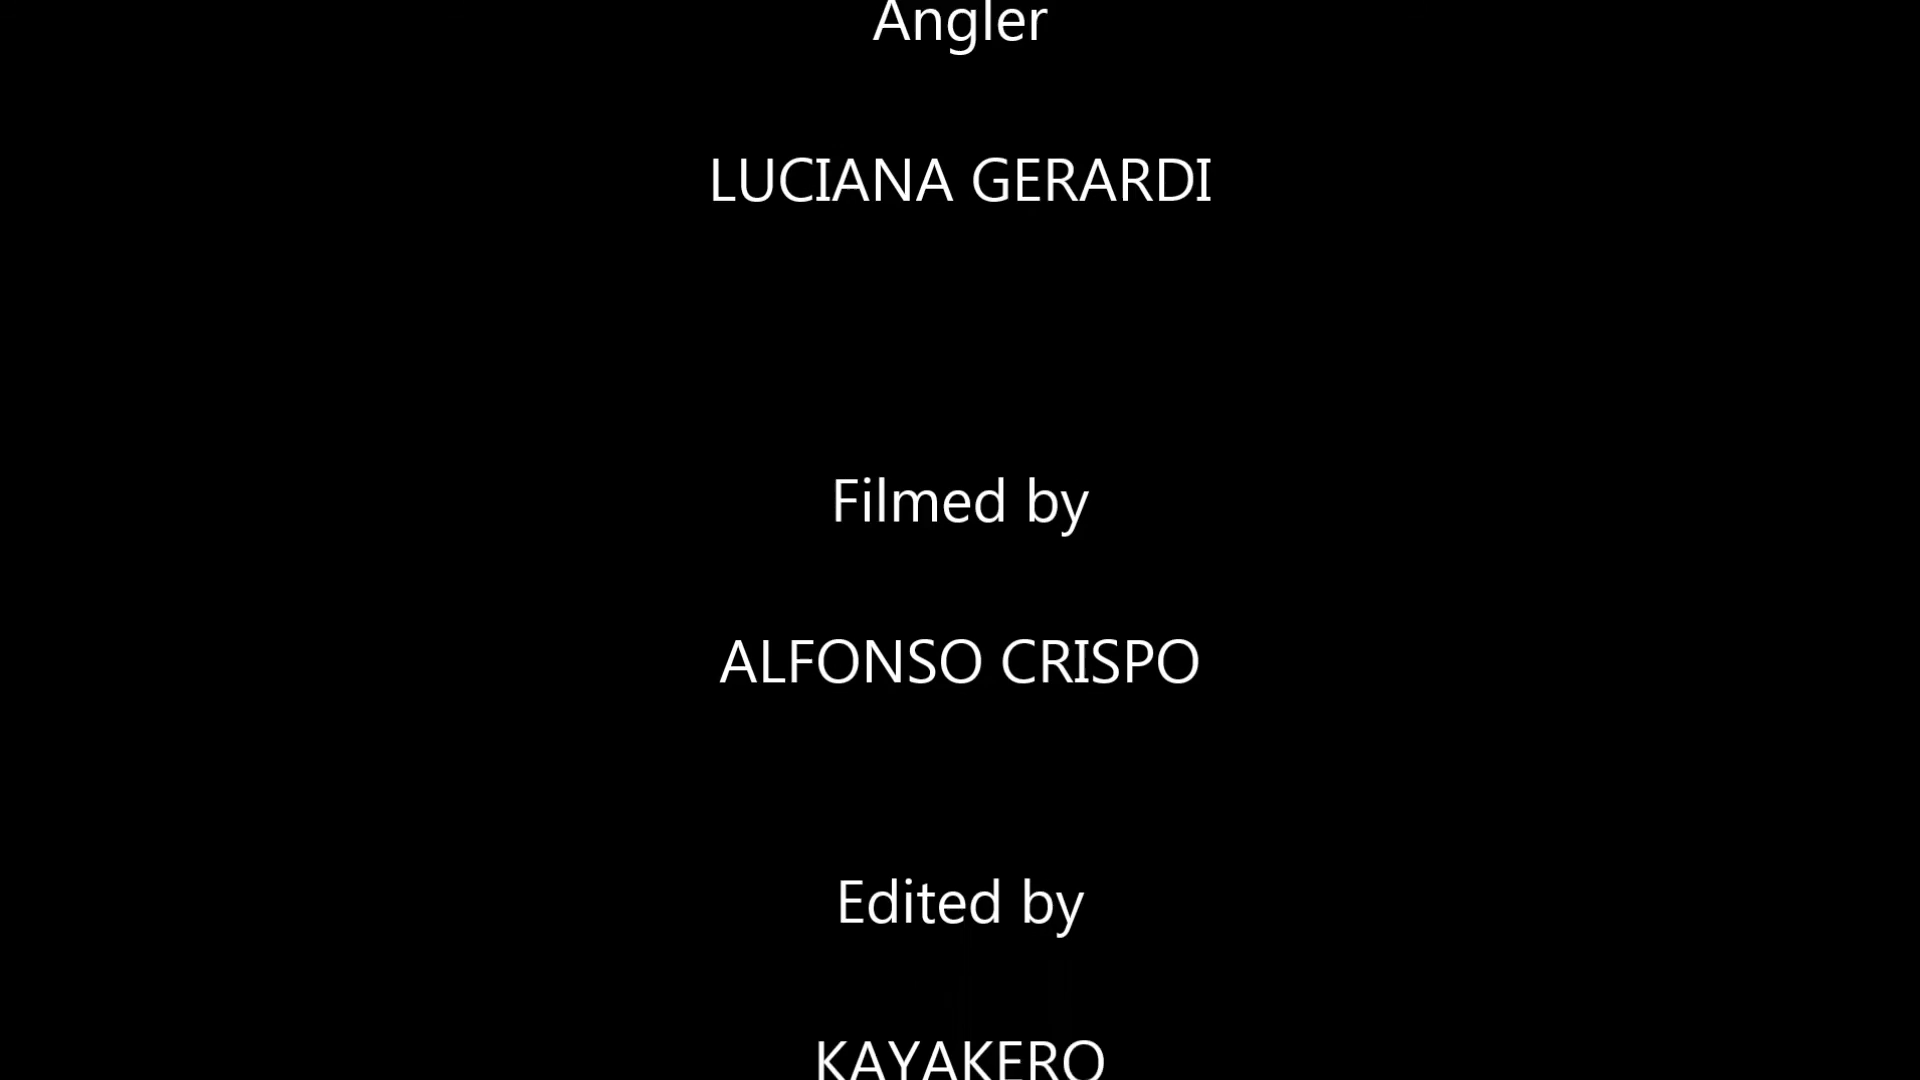 Angler
LUCIANA GERARDI
Filmed by
ALFONSO CRISPO
Edited by
KAYAKERO